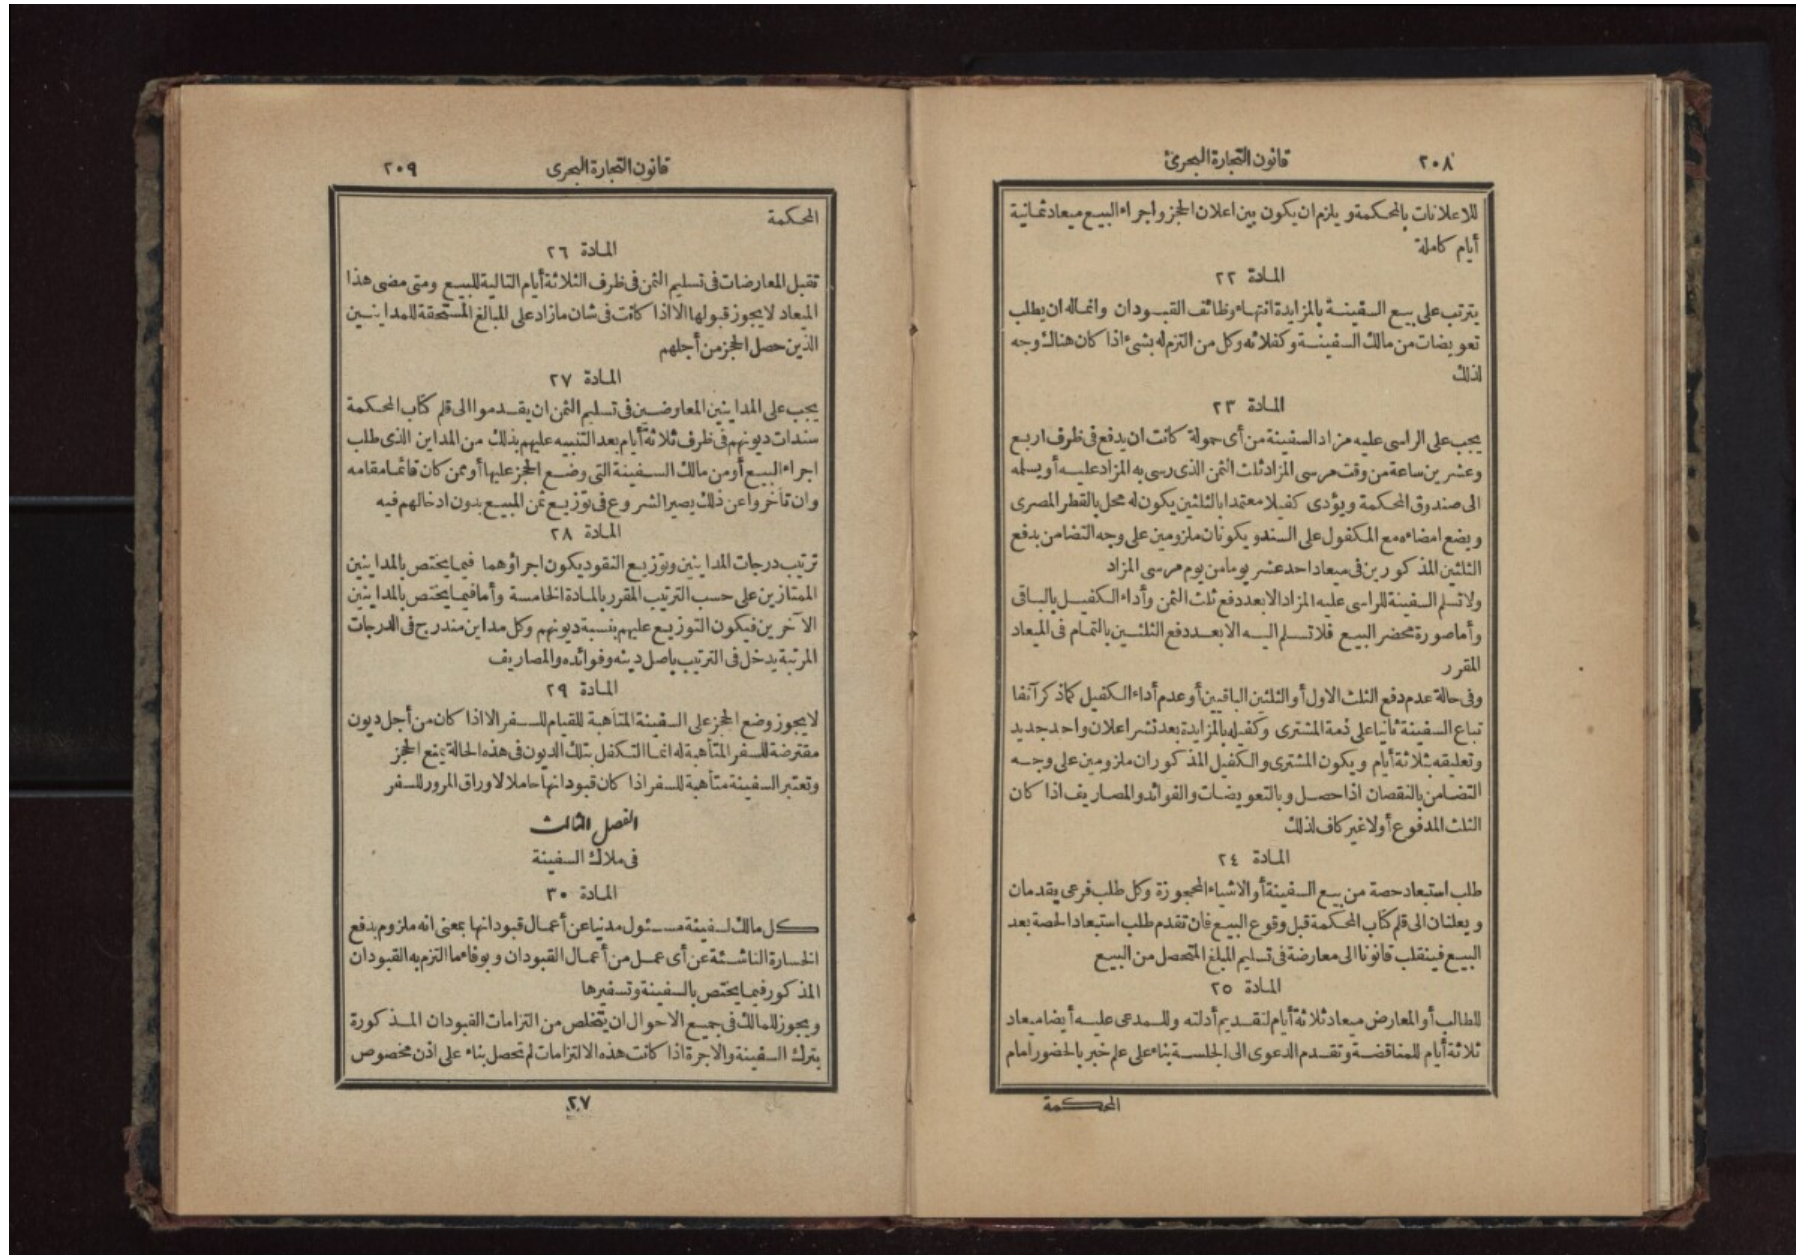 ٢٠٨
قانون التجارة البحرى
للاعلانات بالمحكمة ويلزم ان يكون بين اعلان الحجز واجراء البيع ميعاد ثمانية
أيام كاملة
المادة ٢٢
يترتب على بيع السفينة بالمزايدة انتهاء وظائف القبودان وانما له ان يطلب
تعويضات من مالك السفينة وكفلائه وكل من التزم له بشىء اذا كان هناك وجه
لذلك
المادة ٢٣
يجب على الراسى عليه مزاد السفينة من أى حمولة كانت ان يدفع فى ظرف اربع
وعشرين ساعة من وقت مرسى المزاد ثلث الثمن الذى رسى به المزاد عليه أو يسلمه
الى صندوق المحكمة ويؤدى كفيلا معتمدا بالثلثين يكون له محل بالقطر المصرى
ويضع امضاءه مع المكفول على السند ويكونان ملزومين على وجه التضامن بدفع
الثلثين المذكورين فى ميعاد احد عشر يوما من يوم مرسى المزاد
ولا تسلم السفينة للراسى عليه المزاد الا بعد دفع ثلث الثمن وأداء الكفيل بالباقى
وأما صورة محضر البيع فلا تسلم اليه الا بعد دفع الثلثين بالتمام فى الميعاد
المقرر
وفى حالة عدم دفع الثلث الاول أو الثلثين الباقيين أو عدم أداء الكفيل كما ذكر آنفا
تباع السفينة ثانيا على ذمة المشترى وكفيله بالمزايدة بعد نشر اعلان واحد جديد
وتعليقه بثلاثة أيام ويكون المشترى والكفيل المذكوران ملزومين على وجه
التضامن بالنقصان اذا حصل وبالتعويضات والفوائد والمصاريف اذا كان
الثلث المدفوع أولا غير كاف لذلك
المادة ٢٤
طلب استبعاد حصة من بيع السفينة أو الاشياء المحجوزة وكل طلب فرعى يقدمان
ويعلنان الى قلم كتاب المحكمة قبل وقوع البيع فان تقدم طلب استبعاد الحصة بعد
البيع فينقلب قانونا الى معارضة فى تسليم المبلغ المتحصل من البيع
المادة ٢٥
للطالب أو المعارض ميعاد ثلاثة أيام لتقديم أدلته وللمدعى عليه أيضا ميعاد
ثلاثة أيام للمناقضة وتقدم الدعوى الى الجلسة بناء على علم خبر بالحضور امام
المحكمة
قانون التجارة البحرى
٢٠٩
المحكمة
المادة ٢٦
تقبل المعارضات فى تسليم الثمن فى ظرف الثلاثة أيام التالية للبيع ومتى مضى هذا
الميعاد لا يجوز قبولها الا اذا كانت فى شان ما زاد على المبالغ المستحقة للمداينين
الذين حصل الحجز من أجلهم
المادة ٢٧
يجب على المداينين المعارضين فى تسليم الثمن ان يقدموا الى قلم كتاب المحكمة
سندات ديونهم فى ظرف ثلاثة أيام بعد التنبيه عليهم بذلك من المداين الذى طلب
اجراء البيع أو من مالك السفينة التى وضع الحجز عليها أو ممن كان قائما مقامه
وان تأخروا عن ذلك يصير الشروع فى توزيع ثمن المبيع بدون ادخالهم فيه
المادة ٢٨
ترتيب درجات المداينين وتوزيع النقود يكون اجراؤهما فيما يختص بالمداينين
الممتازين على حسب الترتيب المقرر بالمادة الخامسة وأما فيما يختص بالمداينين
الآخرين فيكون التوزيع عليهم بنسبة ديونهم وكل مداين مندرج فى الدرجات
المرتبة يدخل فى الترتيب باصل دينه وفوائده والمصاريف
المادة ٢٩
لا يجوز وضع الحجز على السفينة المتأهبة للقيام للسفر الا اذا كان من أجل ديون
مقترضة للسفر المتأهبة له انما التكفل بتلك الديون فى هذه الحالة يمنع الحجز
وتعتبر السفينة متأهبة للسفر اذا كان قبودانها حاملا لاوراق المرور للسفر
الفصل الثالث
فى ملاك السفينة
المادة ٣٠
كل مالك لسفينة مسئول مدنيا عن أعمال قبودانها بمعنى انه ملزوم بدفع
الخسارة الناشئة عن أى عمل من أعمال القبودان وبوفاء ما التزم به القبودان
المذكور فيما يختص بالسفينة وتسفيرها
ويجوز للمالك فى جميع الاحوال ان يتخلص من التزامات القبودان المذكورة
بترك السفينة والاجرة اذا كانت هذه الالتزامات لم تحصل بناء على اذن مخصوص
٢٧